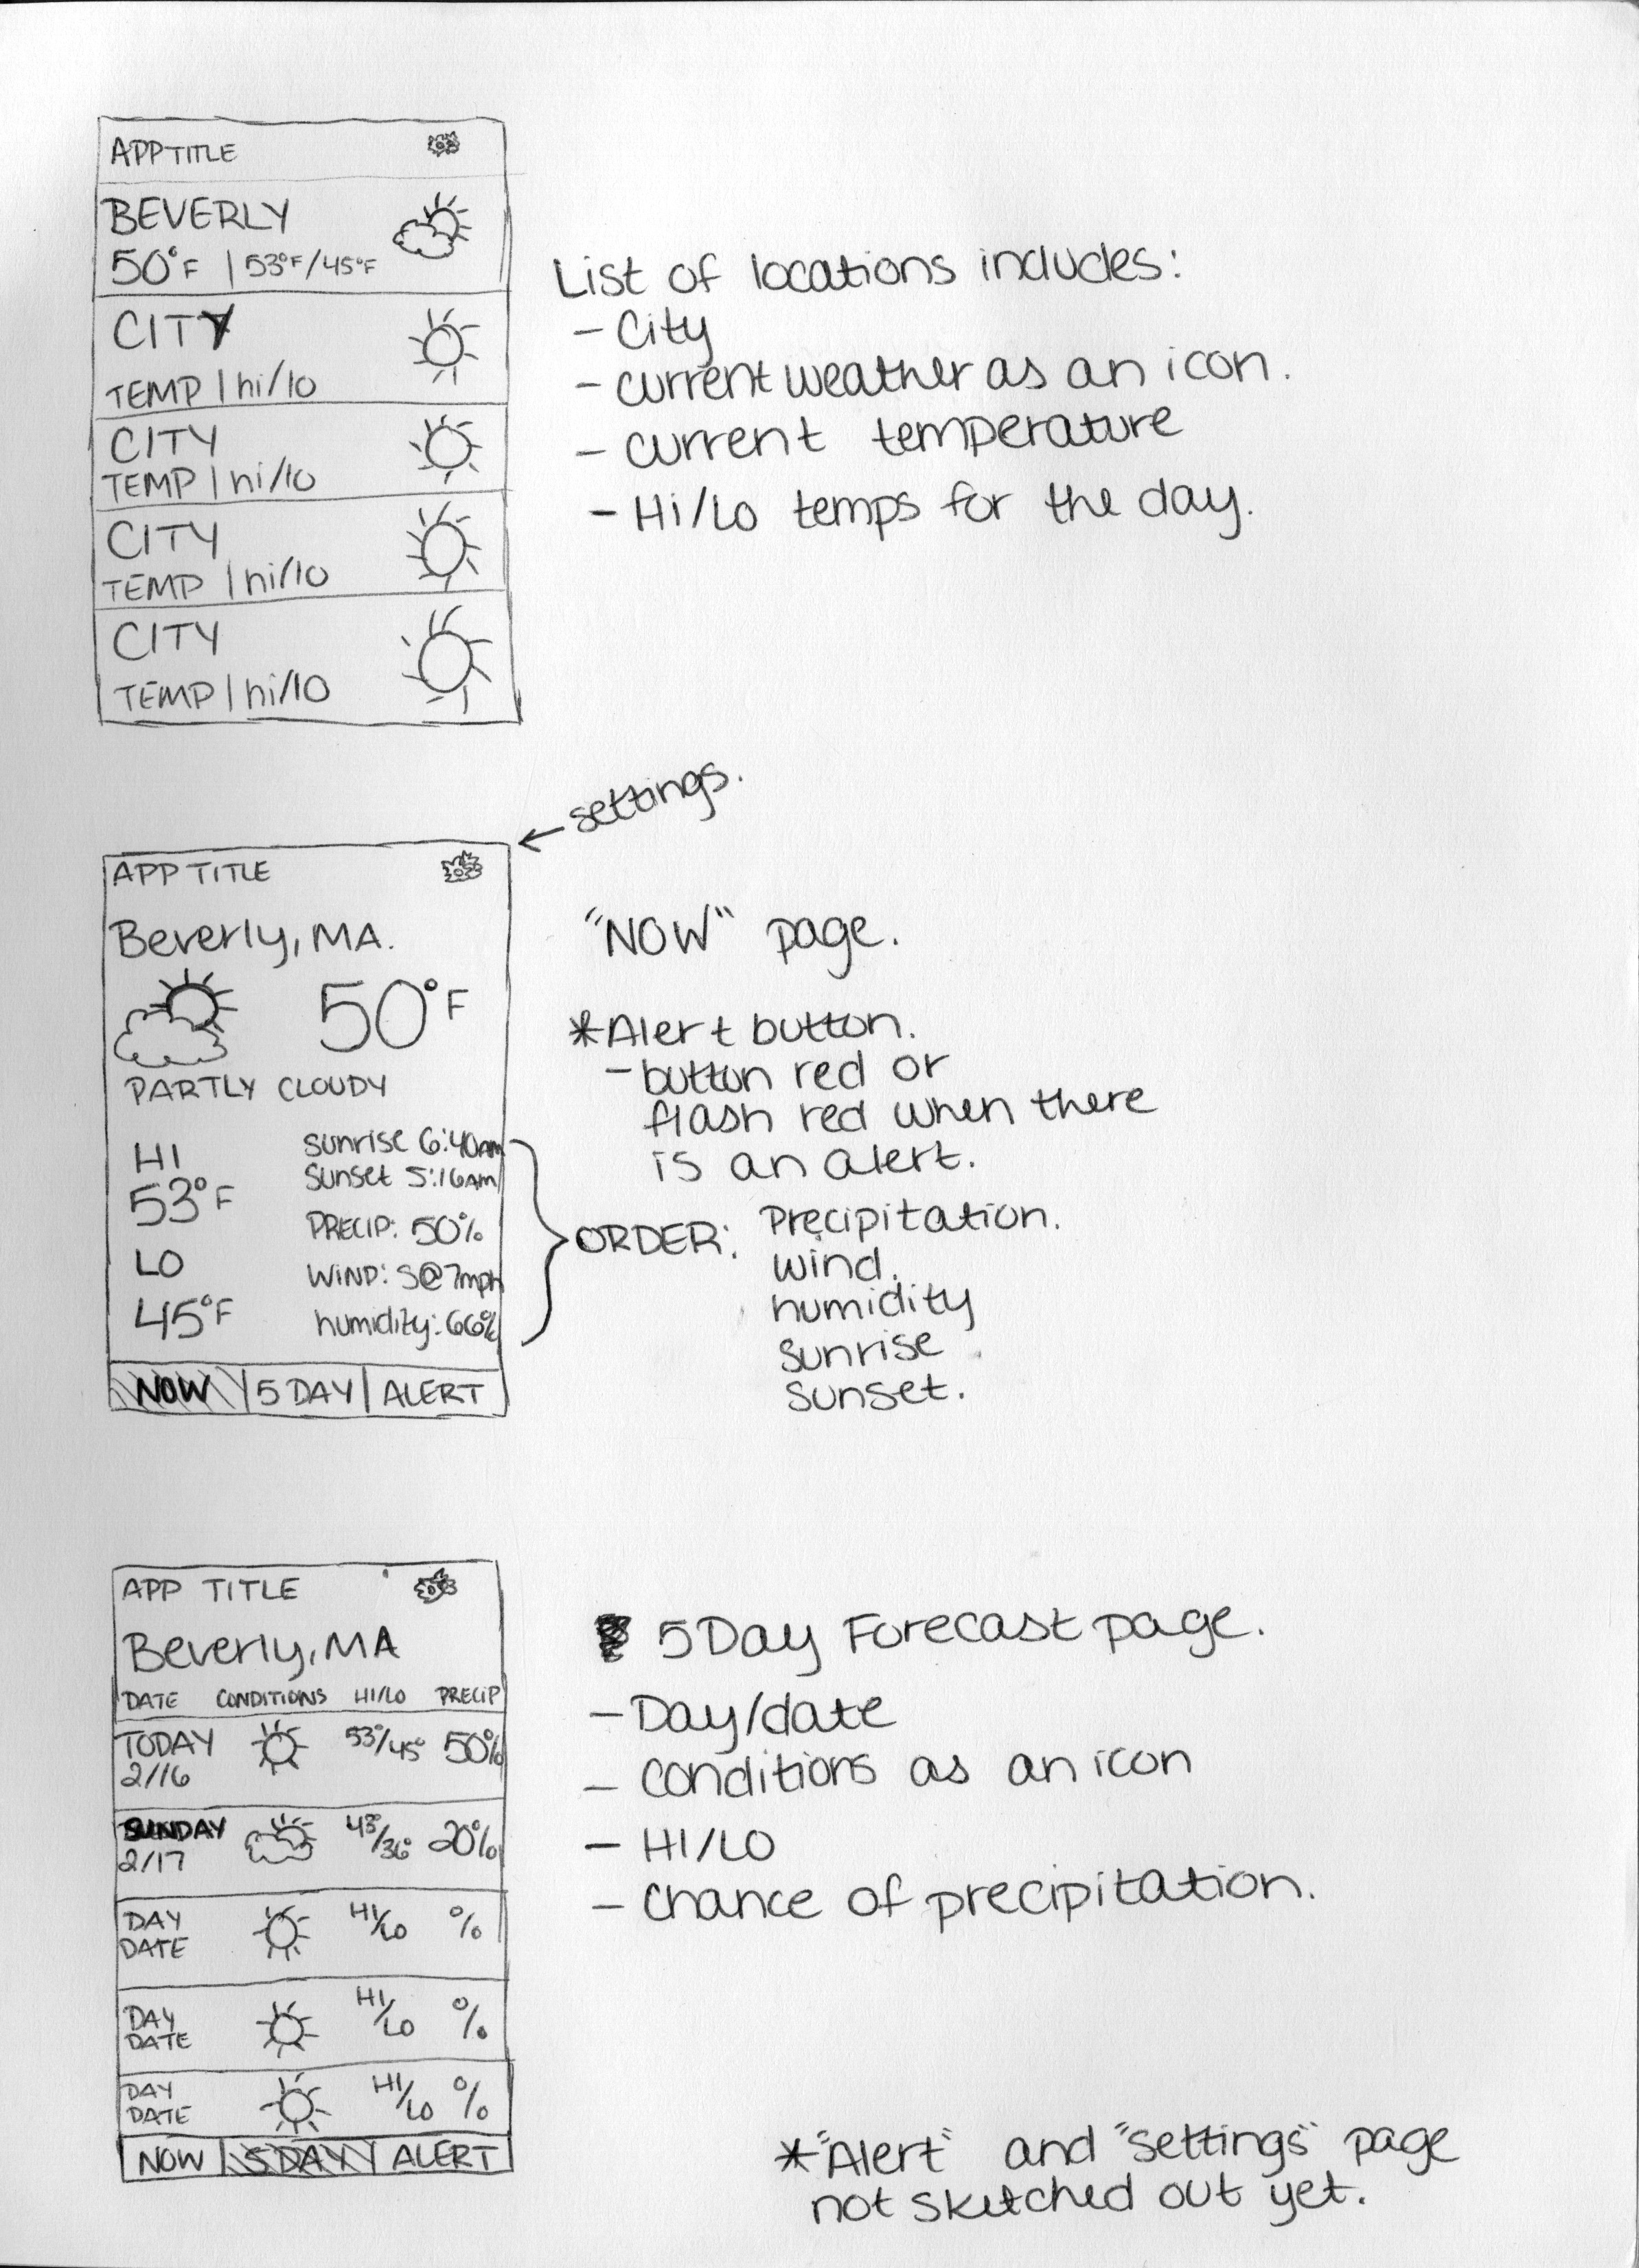 APP TITLE
BEVERLY
50°F | 53°F/45°F
CITY
TEMP | hi/lo
CITY
TEMP | hi/lo
CITY
TEMP | hi/lo
CITY
TEMP | hi/lo
List of locations includes:
- City
- current weather as an icon.
- current temperature
- Hi/Lo temps for the day.
← settings.
APP TITLE
Beverly, MA.
50°F
PARTLY CLOUDY
HI
53°F
LO
45°F
sunrise 6:40AM
sunset 5:16AM
PRECIP: 50%
WIND: S@7mph
humidity: 66%
NOW | 5 DAY | ALERT
"NOW" page.
*Alert button.
- button red or
flash red when there
is an alert.
ORDER: Precipitation.
wind.
humidity
sunrise
sunset.
APP TITLE
Beverly, MA
DATE CONDITIONS HI/LO PRECIP
TODAY 53°/45° 50%
2/16
SUNDAY 43°/36° 20%
2/17
DAY HI/LO %
DATE
DAY HI/LO %
DATE
DAY HI/LO %
DATE
NOW | 5 DAY | ALERT
5 Day Forecast page.
- Day/date
- Conditions as an icon
- HI/LO
- Chance of precipitation.
*"Alert" and "settings" page
not sketched out yet.